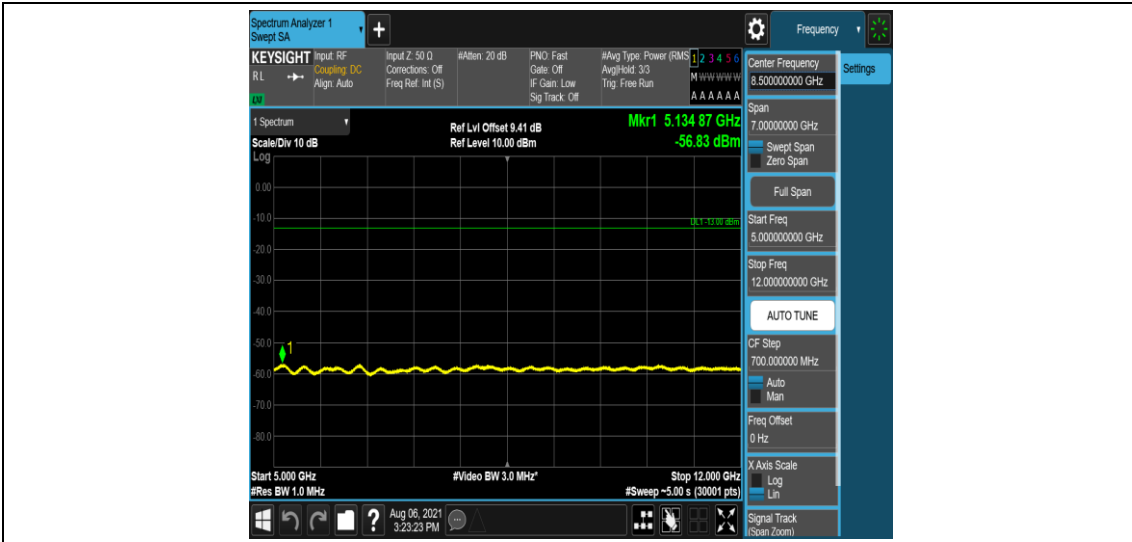 Spectrum Analyzer 1
Swept SA
+
Frequency
KEYSIGHT
RL
LXI
Input: RF
Coupling: DC
Align: Auto
Input Z: 50 Ω
Corrections: Off
Freq Ref: Int (S)
#Atten: 20 dB
PNO: Fast
Gate: Off
IF Gain: Low
Sig Track: Off
#Avg Type: Power (RMS
Avg|Hold: 3/3
Trig: Free Run
1 2 3 4 5 6
M W W W W W
A A A A A A
1 Spectrum
Scale/Div 10 dB
Log
Ref Lvl Offset 9.41 dB
Ref Level 10.00 dBm
Mkr1 5.134 87 GHz
-56.83 dBm
0.00
-10.0
-20.0
-30.0
-40.0
-50.0
-60.0
-70.0
-80.0
DL1 -13.00 dBm
1
Start 5.000 GHz
#Res BW 1.0 MHz
#Video BW 3.0 MHz*
Stop 12.000 GHz
#Sweep ~5.00 s (30001 pts)
?
Aug 06, 2021
3:23:23 PM
Center Frequency
8.500000000 GHz
Span
7.00000000 GHz
Swept Span
Zero Span
Full Span
Start Freq
5.000000000 GHz
Stop Freq
12.000000000 GHz
AUTO TUNE
CF Step
700.000000 MHz
Auto
Man
Freq Offset
0 Hz
X Axis Scale
Log
Lin
Signal Track
(Span Zoom)
Settings